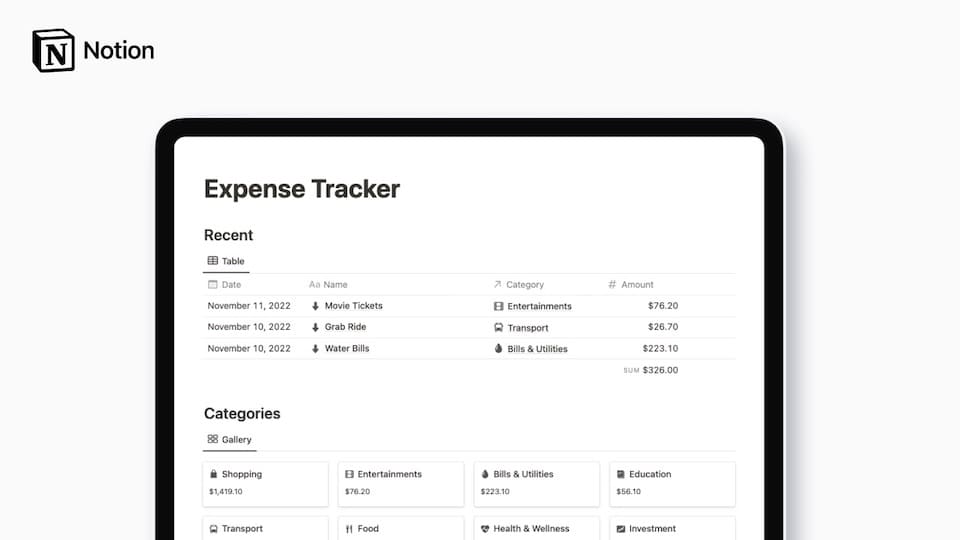 Notion
Expense Tracker
Recent
Table
Date Aa Name Category # Amount
November 11, 2022 Movie Tickets Entertainments $76.20
November 10, 2022 Grab Ride Transport $26.70
November 10, 2022 Water Bills Bills & Utilities $223.10
SUM $326.00
Categories
Gallery
Shopping Entertainments Bills & Utilities Education
$1,419.10 $76.20 $223.10 $56.10
Transport Food Health & Wellness Investment